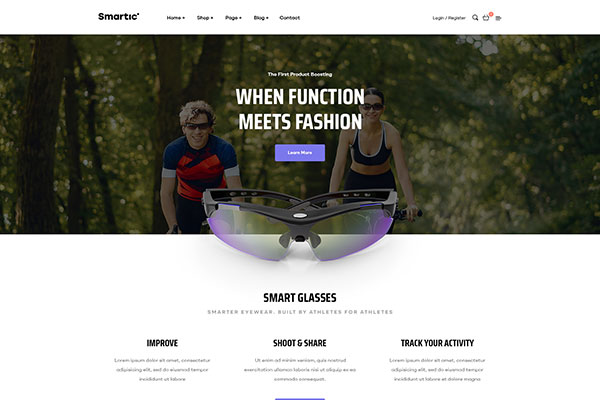 Smartic
Home Shop Page Blog Contact
Login / Register
The First Product Boosting
WHEN FUNCTION
MEETS FASHION
Learn More
SMART GLASSES
SMARTER EYEWEAR. BUILT BY ATHLETES FOR ATHLETES
IMPROVE
Lorem ipsum dolor sit amet, consectetur
adipisicing elit, sed do eiusmod tempor
incididunt ut labore
SHOOT & SHARE
Ut enim ad minim veniam, quis nostrud
exercitation ullamco laboris nisi ut aliquip ex ea
commodo consequat.
TRACK YOUR ACTIVITY
Lorem ipsum dolor sit amet, consectetur
adipisicing elit, sed do eiusmod tempor
incididunt ut labore et dolore magna